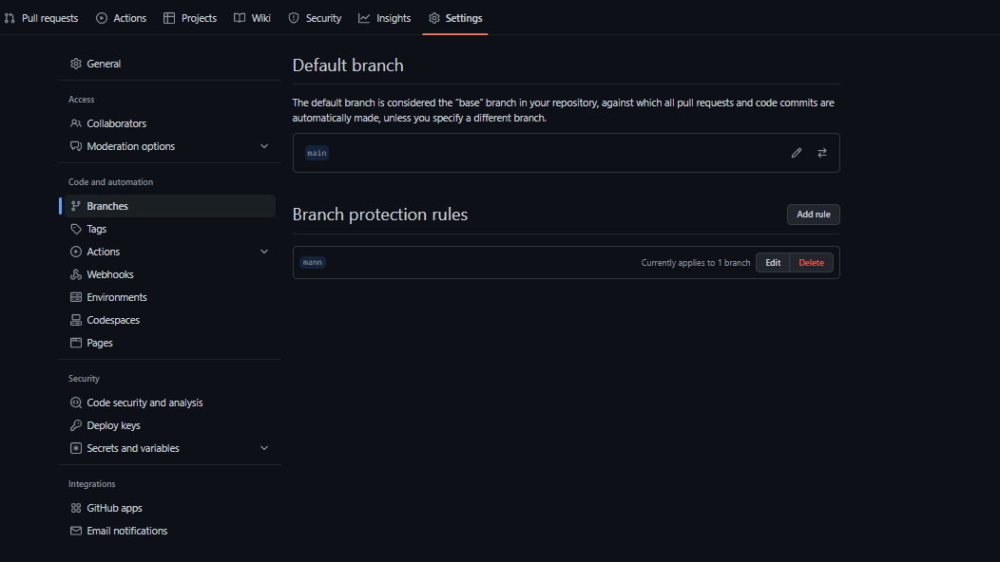 Pull requests Actions Projects Wiki Security Insights Settings
General
Access
Collaborators
Moderation options
Code and automation
Branches
Tags
Actions
Webhooks
Environments
Codespaces
Pages
Security
Code security and analysis
Deploy keys
Secrets and variables
Integrations
GitHub apps
Email notifications
Default branch
The default branch is considered the “base” branch in your repository, against which all pull requests and code commits are
automatically made, unless you specify a different branch.
main
Branch protection rules Add rule
mann Currently applies to 1 branch Edit Delete